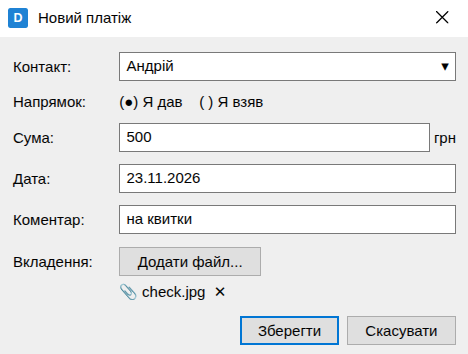 D Новий платіж ✕
Контакт: Андрій ▾
Напрямок: (●) Я дав ( ) Я взяв
Сума: 500 грн
Дата: 23.11.2026
Коментар: на квитки
Вкладення: Додати файл...
📎 check.jpg ✕
Зберегти Скасувати